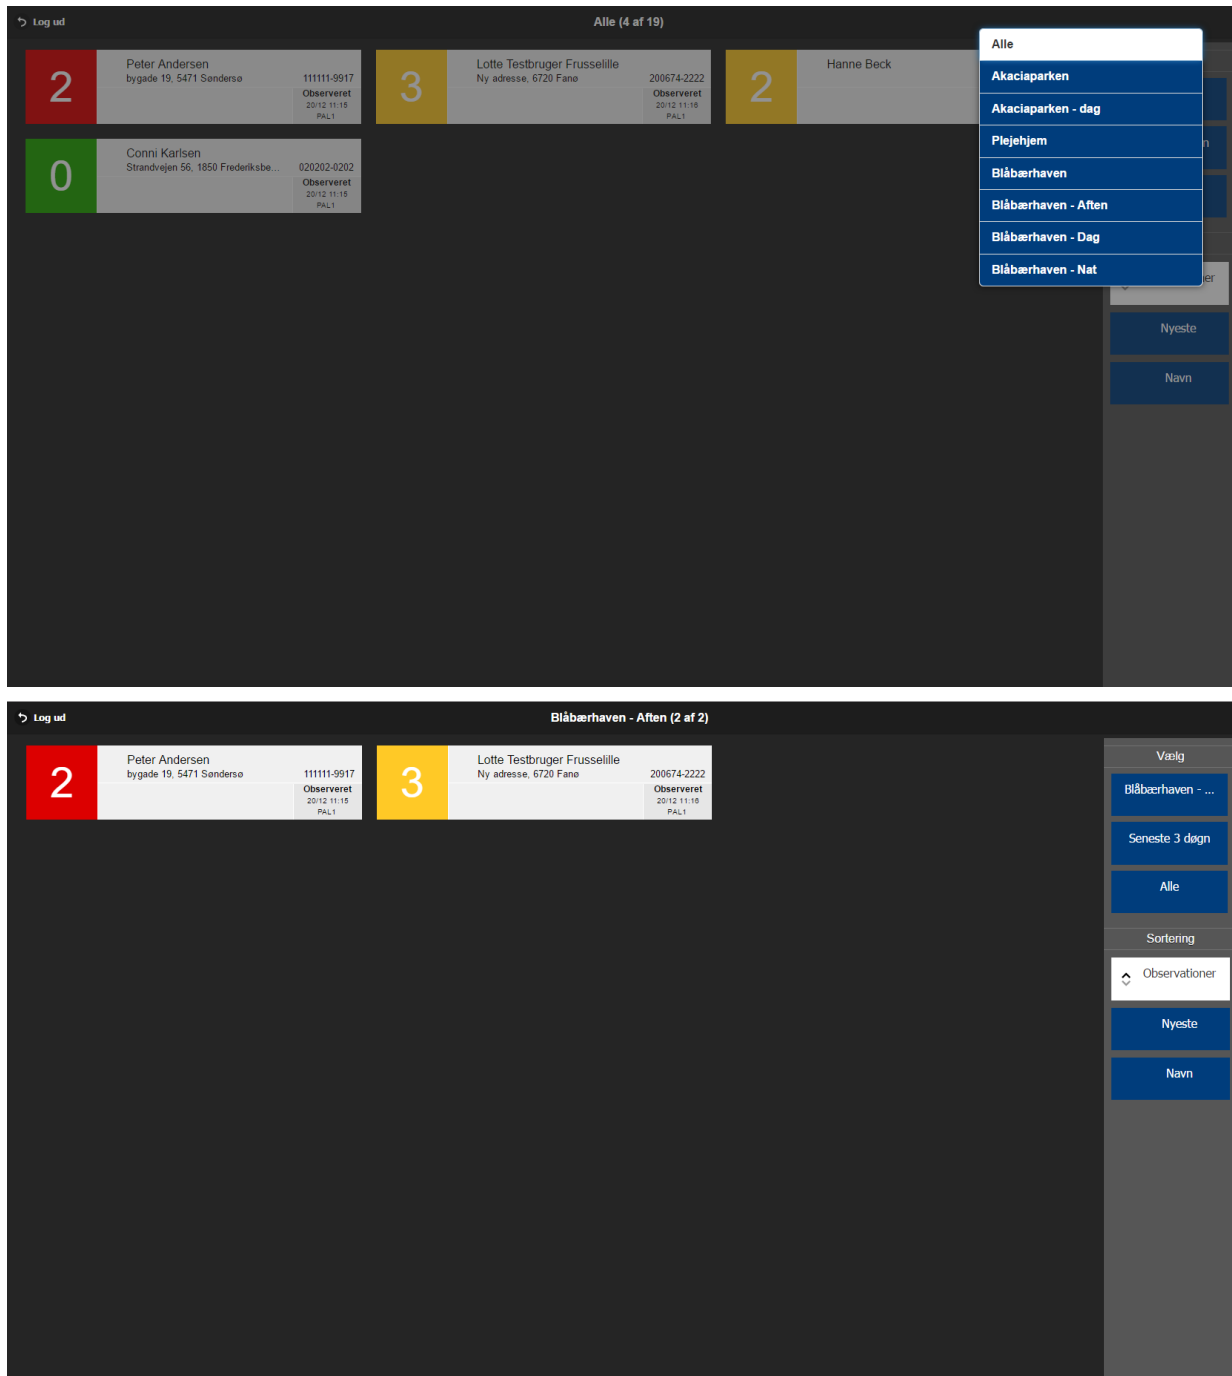 Log ud
Alle (4 af 19)
2
Peter Andersen
bygade 19, 5471 Søndersø
111111-9917
Observeret
20/12 11:15
PAL1
3
Lotte Testbruger Frusselille
Ny adresse, 6720 Fanø
200674-2222
Observeret
20/12 11:16
PAL1
2
Hanne Beck
0
Conni Karlsen
Strandvejen 56, 1850 Frederiksbe...
020202-0202
Observeret
20/12 11:15
PAL1
Alle
Akaciaparken
Akaciaparken - dag
Plejehjem
Blåbærhaven
Blåbærhaven - Aften
Blåbærhaven - Dag
Blåbærhaven - Nat
n
er
Nyeste
Navn
Log ud
Blåbærhaven - Aften (2 af 2)
2
Peter Andersen
bygade 19, 5471 Søndersø
111111-9917
Observeret
20/12 11:15
PAL1
3
Lotte Testbruger Frusselille
Ny adresse, 6720 Fanø
200674-2222
Observeret
20/12 11:16
PAL1
Vælg
Blåbærhaven - ...
Seneste 3 døgn
Alle
Sortering
Observationer
Nyeste
Navn